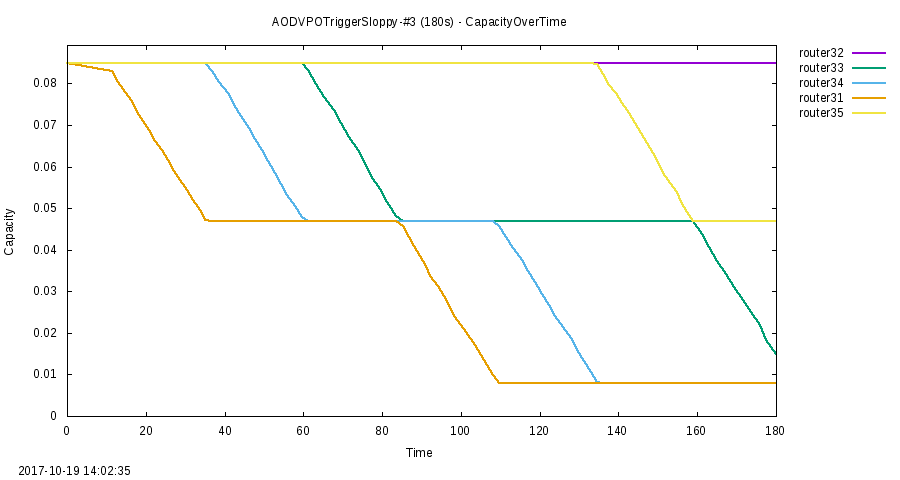 AODVPOTriggerSloppy-#3 (180s) - CapacityOverTime
router32
router33
router34
router31
router35
0.08
0.07
0.06
0.05
0.04
0.03
0.02
0.01
0
Capacity
0 20 40 60 80 100 120 140 160 180
Time
2017-10-19 14:02:35